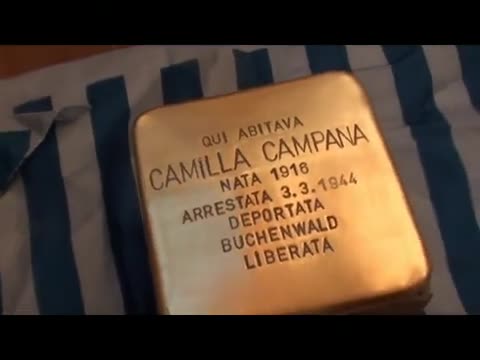 QUI ABITAVA
CAMILLA CAMPANA
NATA 1916
ARRESTATA 3.3.1944
DEPORTATA
BUCHENWALD
LIBERATA